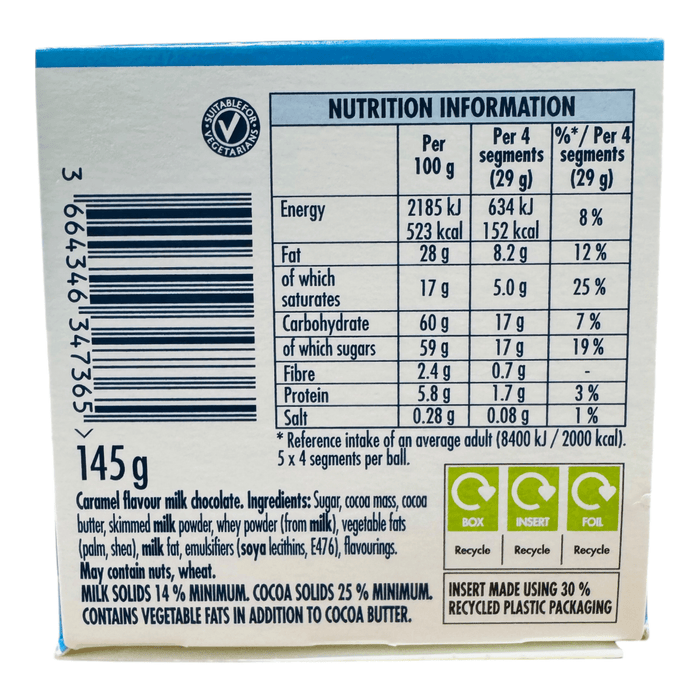 SUITABLE FOR VEGETARIANS
3 664346 347365 >
NUTRITION INFORMATION
Per 100 g | Per 4 segments (29 g) | %*/ Per 4 segments (29 g)
Energy | 2185 kJ 523 kcal | 634 kJ 152 kcal | 8 %
Fat | 28 g | 8.2 g | 12 %
of which saturates | 17 g | 5.0 g | 25 %
Carbohydrate | 60 g | 17 g | 7 %
of which sugars | 59 g | 17 g | 19 %
Fibre | 2.4 g | 0.7 g | -
Protein | 5.8 g | 1.7 g | 3 %
Salt | 0.28 g | 0.08 g | 1 %
* Reference intake of an average adult (8400 kJ / 2000 kcal).
5 x 4 segments per ball.
145 g
Caramel flavour milk chocolate. Ingredients: Sugar, cocoa mass, cocoa
butter, skimmed milk powder, whey powder (from milk), vegetable fats
(palm, shea), milk fat, emulsifiers (soya lecithins, E476), flavourings.
May contain nuts, wheat.
MILK SOLIDS 14 % MINIMUM. COCOA SOLIDS 25 % MINIMUM.
CONTAINS VEGETABLE FATS IN ADDITION TO COCOA BUTTER.
BOX INSERT FOIL
Recycle Recycle Recycle
INSERT MADE USING 30 %
RECYCLED PLASTIC PACKAGING